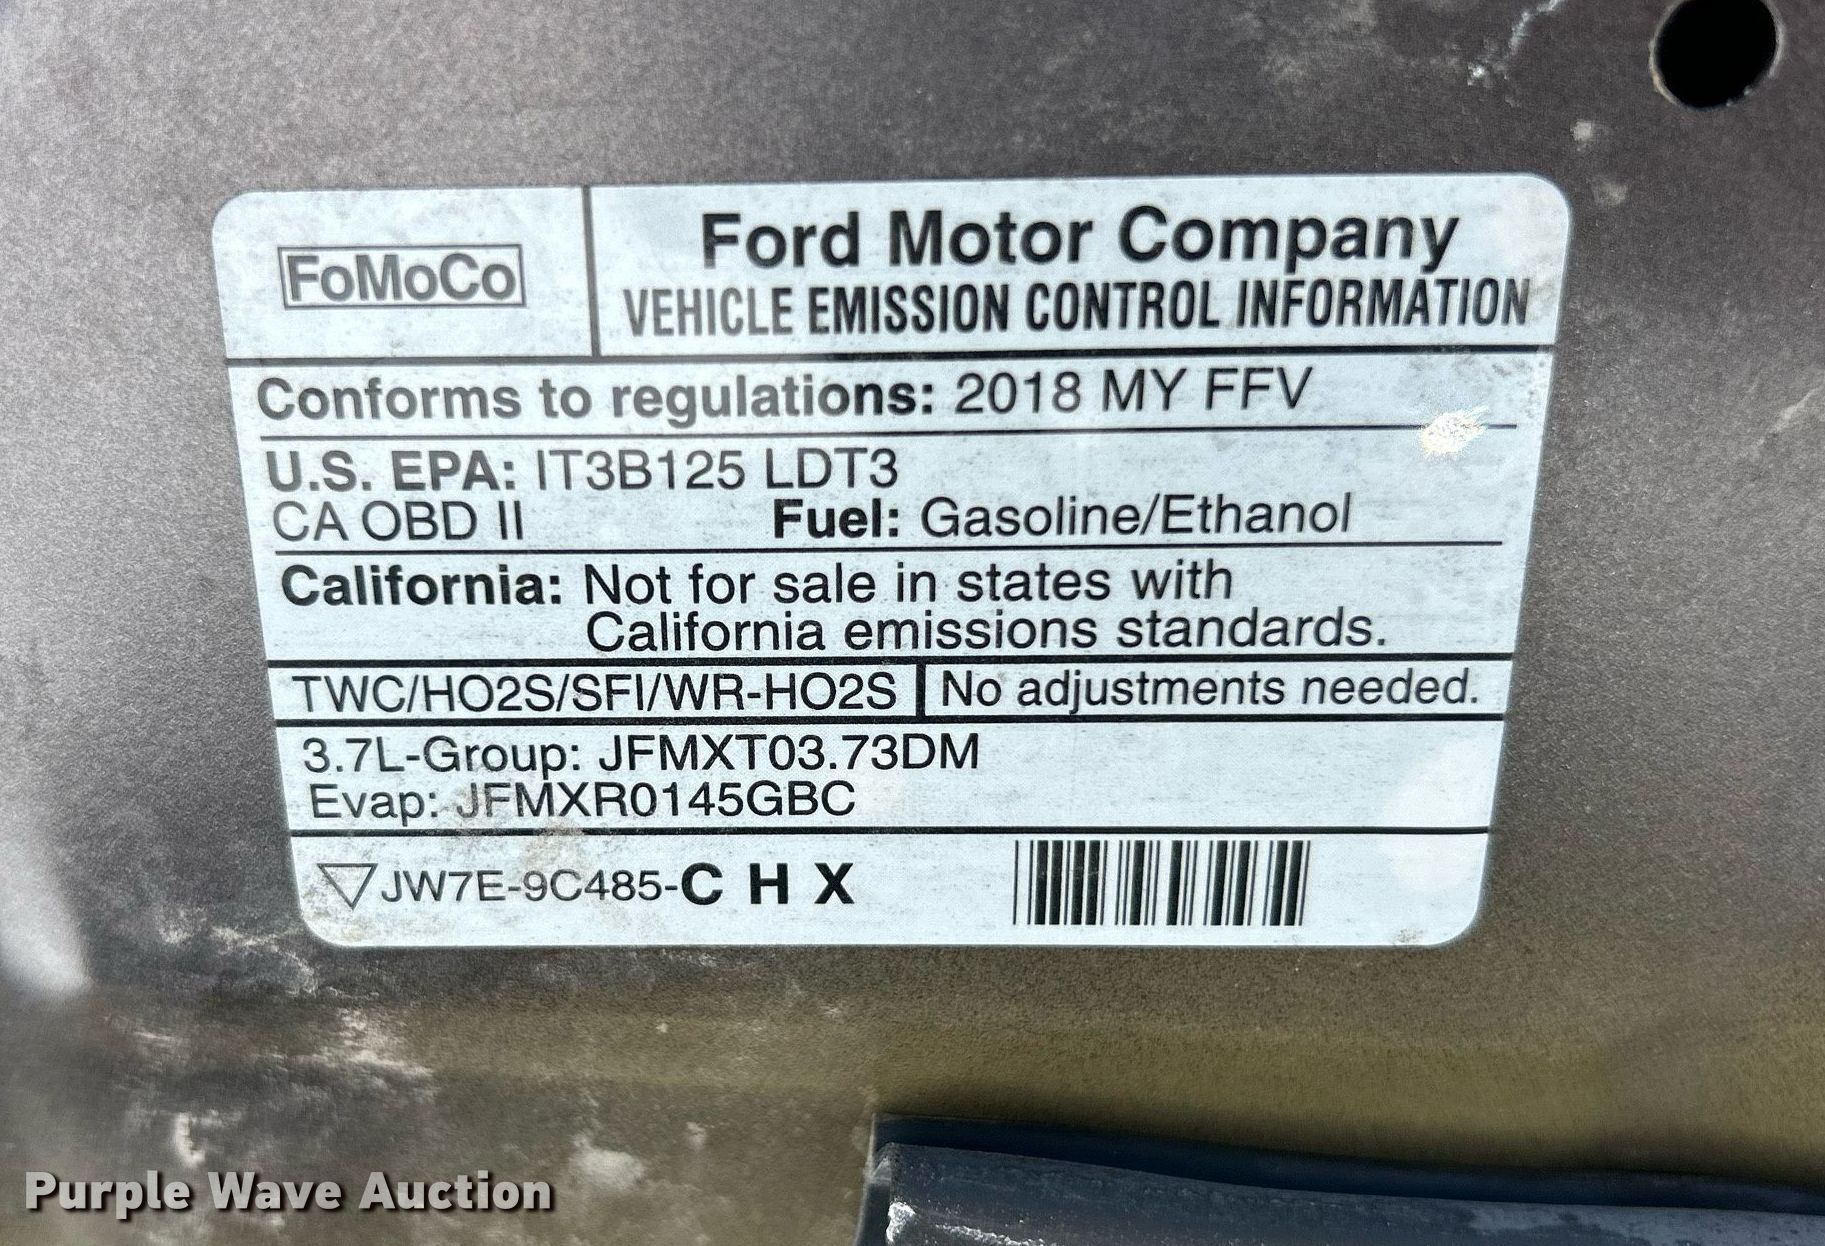 FoMoCo
Ford Motor Company
VEHICLE EMISSION CONTROL INFORMATION
Conforms to regulations: 2018 MY FFV
U.S. EPA: IT3B125 LDT3
CA OBD II Fuel: Gasoline/Ethanol
California: Not for sale in states with
California emissions standards.
TWC/HO2S/SFI/WR-HO2S No adjustments needed.
3.7L-Group: JFMXT03.73DM
Evap: JFMXR0145GBC
JW7E-9C485-C H X
Purple Wave Auction